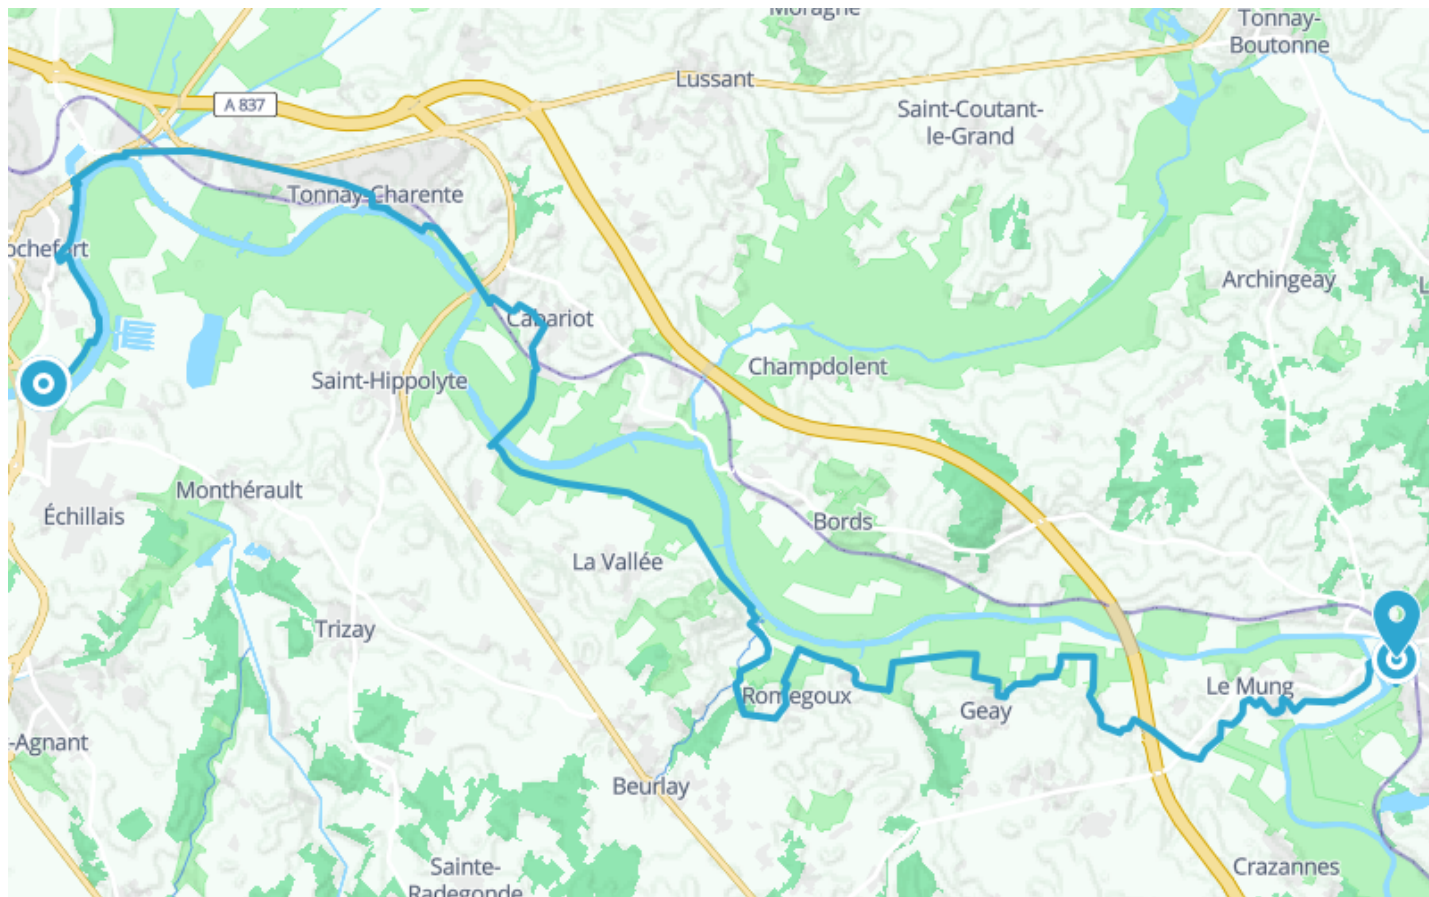 Moragne
Tonnay-
Boutonne
Lussant
A 837
Saint-Coutant-
le-Grand
Tonnay-Charente
ochefort
Archingeay
L
Cabariot
Champdolent
Saint-Hippolyte
Monthérault
Échillais
Bords
La Vallée
Trizay
Le Mung
Romegoux
Geay
-Agnant
Beurlay
Sainte-
Radegonde
Crazannes